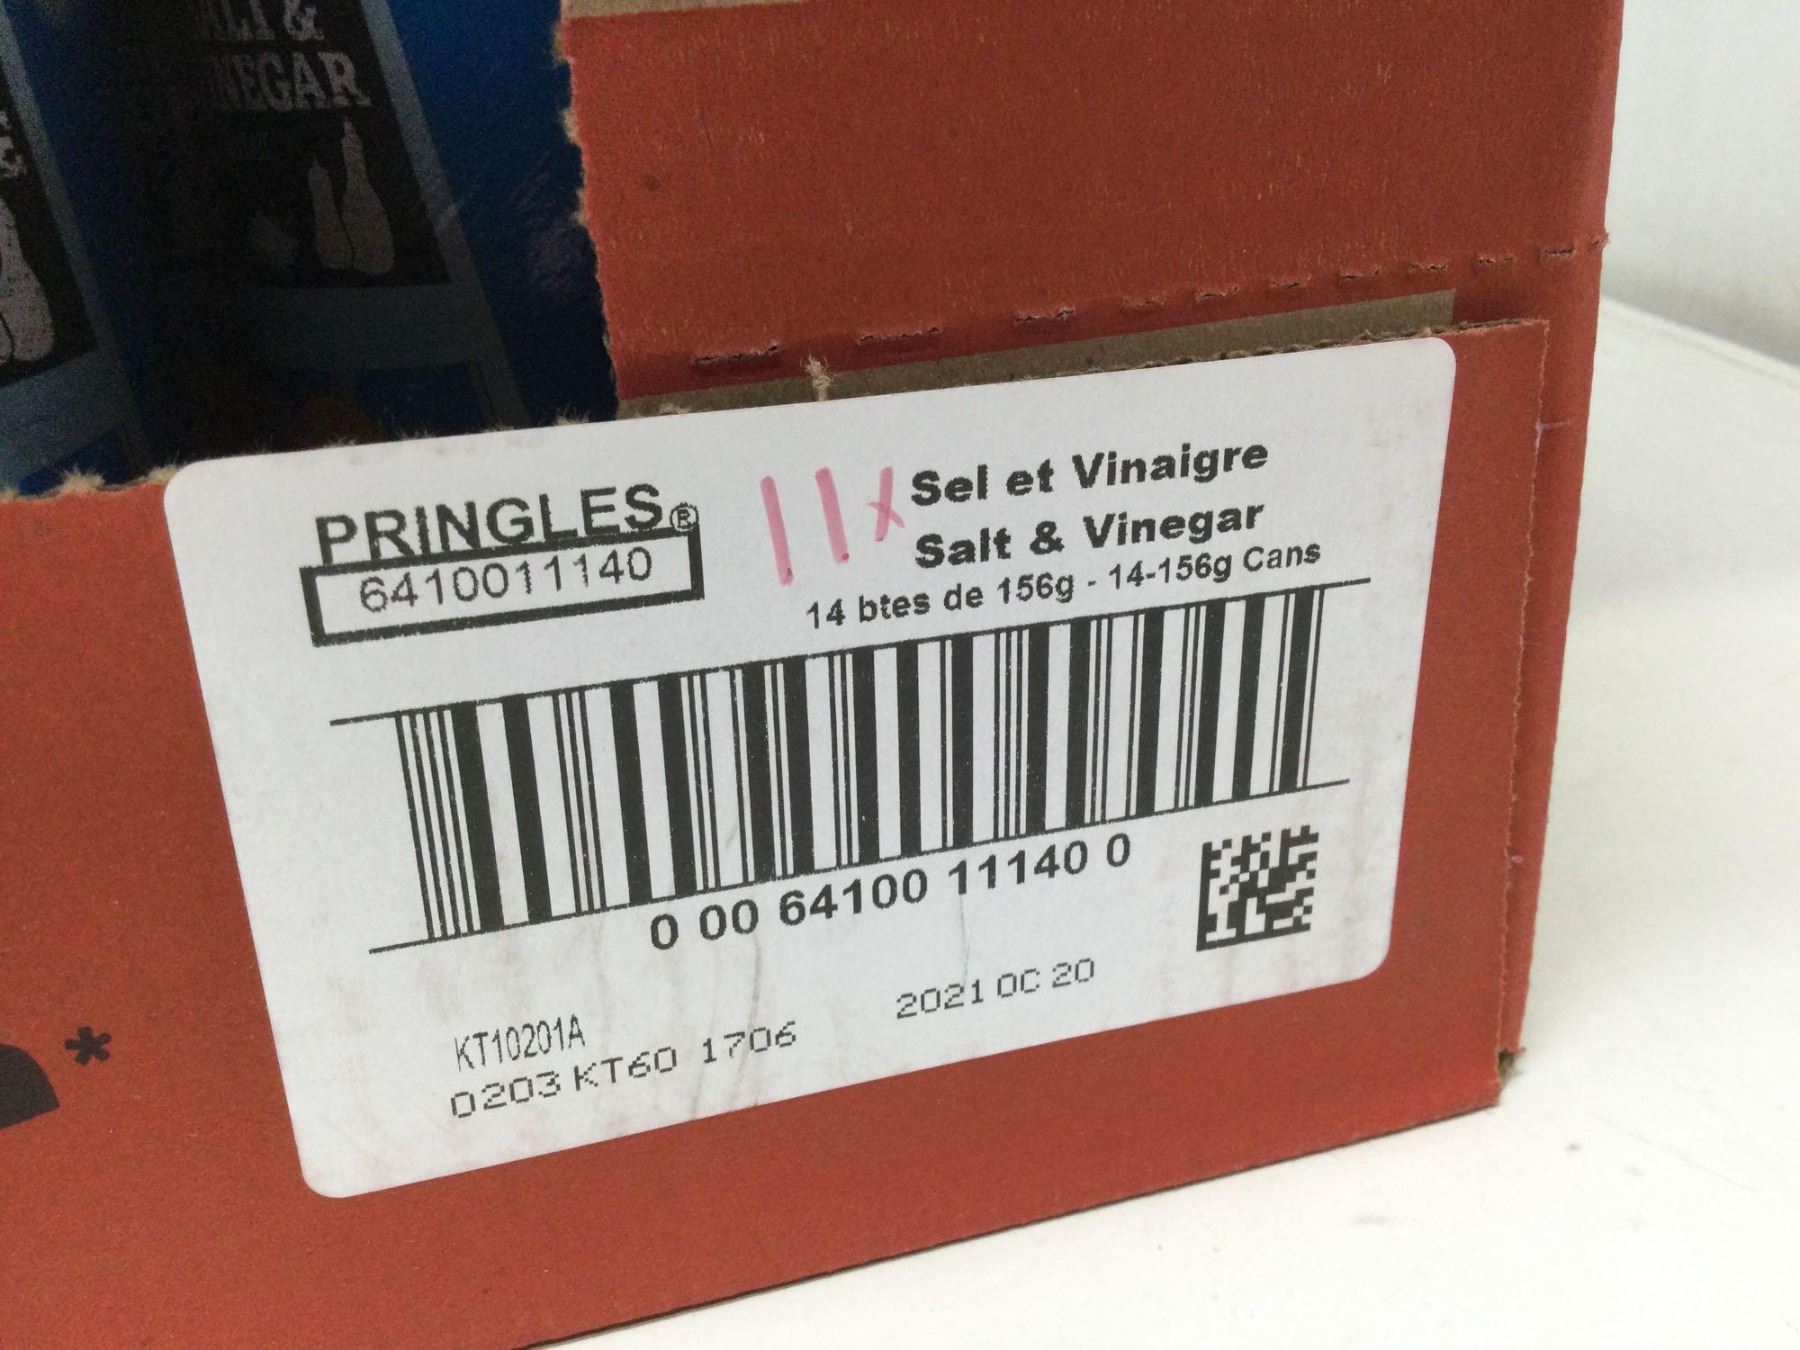 SALT &
VINEGAR
PRINGLES®
6410011140
11x
Sel et Vinaigre
Salt & Vinegar
14 btes de 156g - 14-156g Cans
0 00 64100 11140 0
KT10201A
0203 KT60 1706
2021 OC 20
*